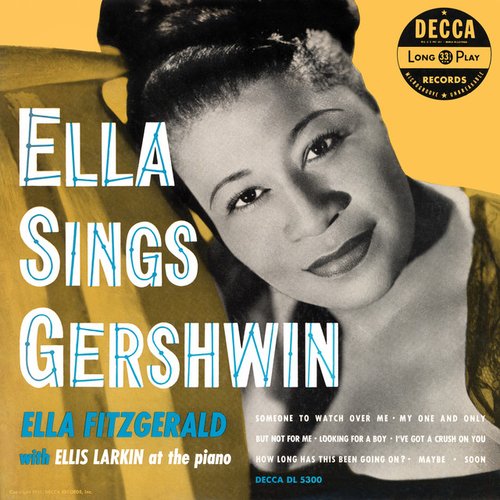 DECCA
LONG 33⅓ PLAY
RECORDS
MICROGROOVE ★ UNBREAKABLE
ELLA
SINGS
GERSHWIN
ELLA FiTZGERALD
with ELLIS LARKIN at the piano
SOMEONE TO WATCH OVER ME · MY ONE AND ONLY
BUT NOT FOR ME · LOOKING FOR A BOY · I'VE GOT A CRUSH ON YOU
HOW LONG HAS THIS BEEN GOING ON? · MAYBE · SOON
DECCA DL 5300